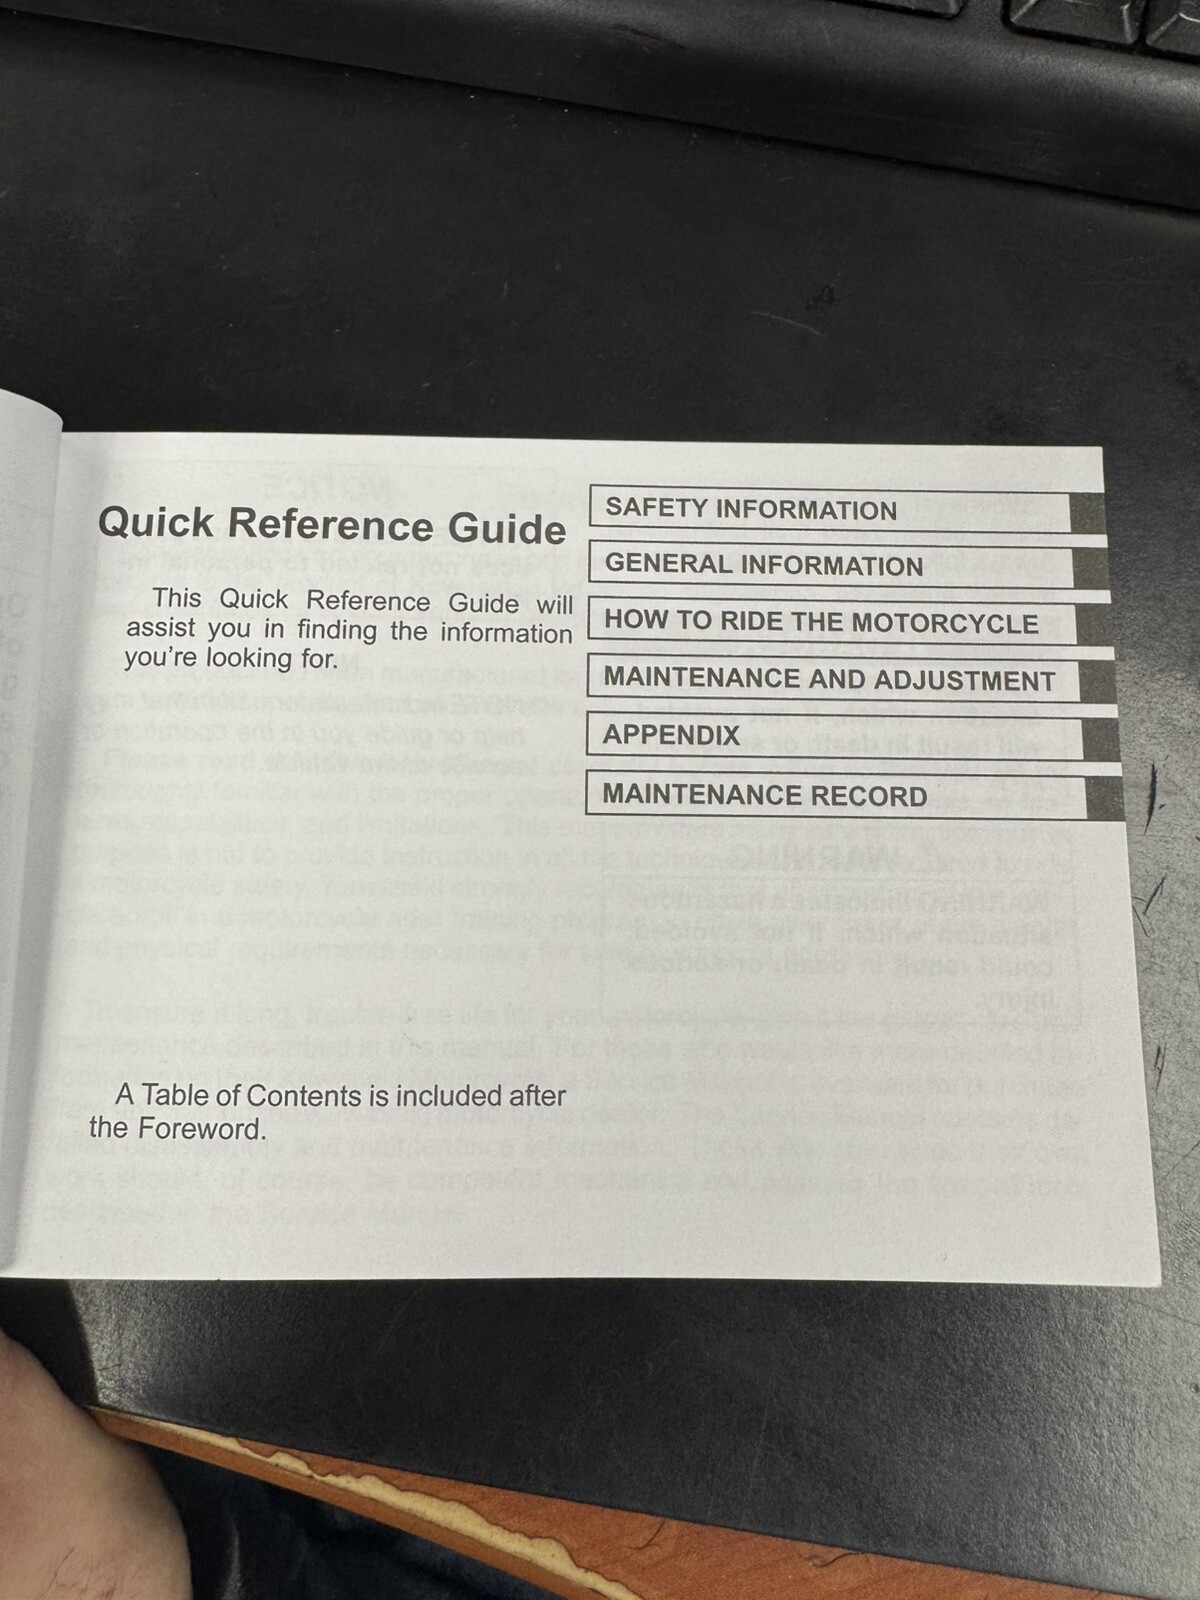 Quick Reference Guide
This Quick Reference Guide will
assist you in finding the information
you're looking for.
SAFETY INFORMATION
GENERAL INFORMATION
HOW TO RIDE THE MOTORCYCLE
MAINTENANCE AND ADJUSTMENT
APPENDIX
MAINTENANCE RECORD
A Table of Contents is included after
the Foreword.